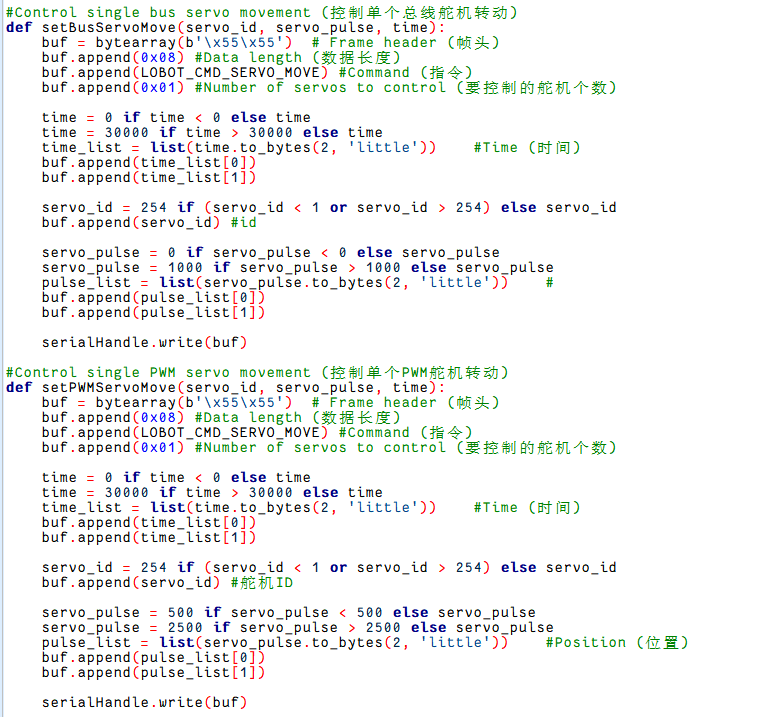 #Control single bus servo movement (控制单个总线舵机转动)
def setBusServoMove(servo_id, servo_pulse, time):
    buf = bytearray(b'\x55\x55')  # Frame header (帧头)
    buf.append(0x08) #Data length (数据长度)
    buf.append(LOBOT_CMD_SERVO_MOVE) #Command (指令)
    buf.append(0x01) #Number of servos to control (要控制的舵机个数)

    time = 0 if time < 0 else time
    time = 30000 if time > 30000 else time
    time_list = list(time.to_bytes(2, 'little'))    #Time (时间)
    buf.append(time_list[0])
    buf.append(time_list[1])

    servo_id = 254 if (servo_id < 1 or servo_id > 254) else servo_id
    buf.append(servo_id) #id

    servo_pulse = 0 if servo_pulse < 0 else servo_pulse
    servo_pulse = 1000 if servo_pulse > 1000 else servo_pulse
    pulse_list = list(servo_pulse.to_bytes(2, 'little'))    #
    buf.append(pulse_list[0])
    buf.append(pulse_list[1])

    serialHandle.write(buf)

#Control single PWM servo movement (控制单个PWM舵机转动)
def setPWMServoMove(servo_id, servo_pulse, time):
    buf = bytearray(b'\x55\x55')  # Frame header (帧头)
    buf.append(0x08) #Data length (数据长度)
    buf.append(LOBOT_CMD_SERVO_MOVE) #Command (指令)
    buf.append(0x01) #Number of servos to control (要控制的舵机个数)

    time = 0 if time < 0 else time
    time = 30000 if time > 30000 else time
    time_list = list(time.to_bytes(2, 'little'))    #Time (时间)
    buf.append(time_list[0])
    buf.append(time_list[1])

    servo_id = 254 if (servo_id < 1 or servo_id > 254) else servo_id
    buf.append(servo_id) #舵机ID

    servo_pulse = 500 if servo_pulse < 500 else servo_pulse
    servo_pulse = 2500 if servo_pulse > 2500 else servo_pulse
    pulse_list = list(servo_pulse.to_bytes(2, 'little'))    #Position (位置)
    buf.append(pulse_list[0])
    buf.append(pulse_list[1])

    serialHandle.write(buf)